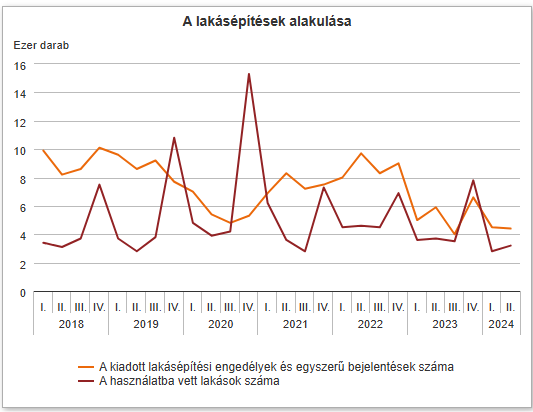 A lakásépítések alakulása
Ezer darab
16
14
12
10
8
6
4
2
0
I. II. III. IV. I. II. III. IV. I. II. III. IV. I. II. III. IV. I. II. III. IV. I. II. III. IV. I. II.
2018 2019 2020 2021 2022 2023 2024
A kiadott lakásépítési engedélyek és egyszerű bejelentések száma
A használatba vett lakások száma